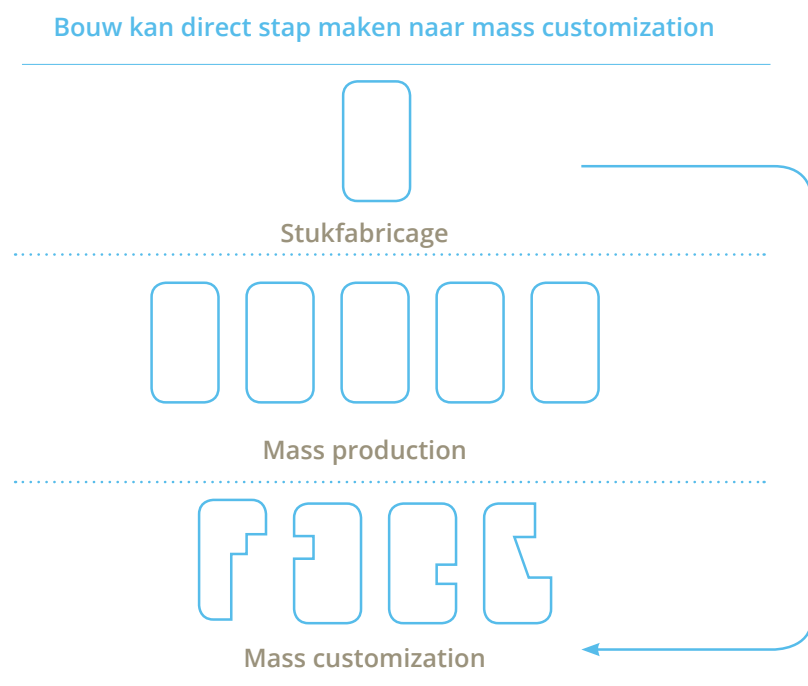 Bouw kan direct stap maken naar mass customization
Stukfabricage
Mass production
Mass customization